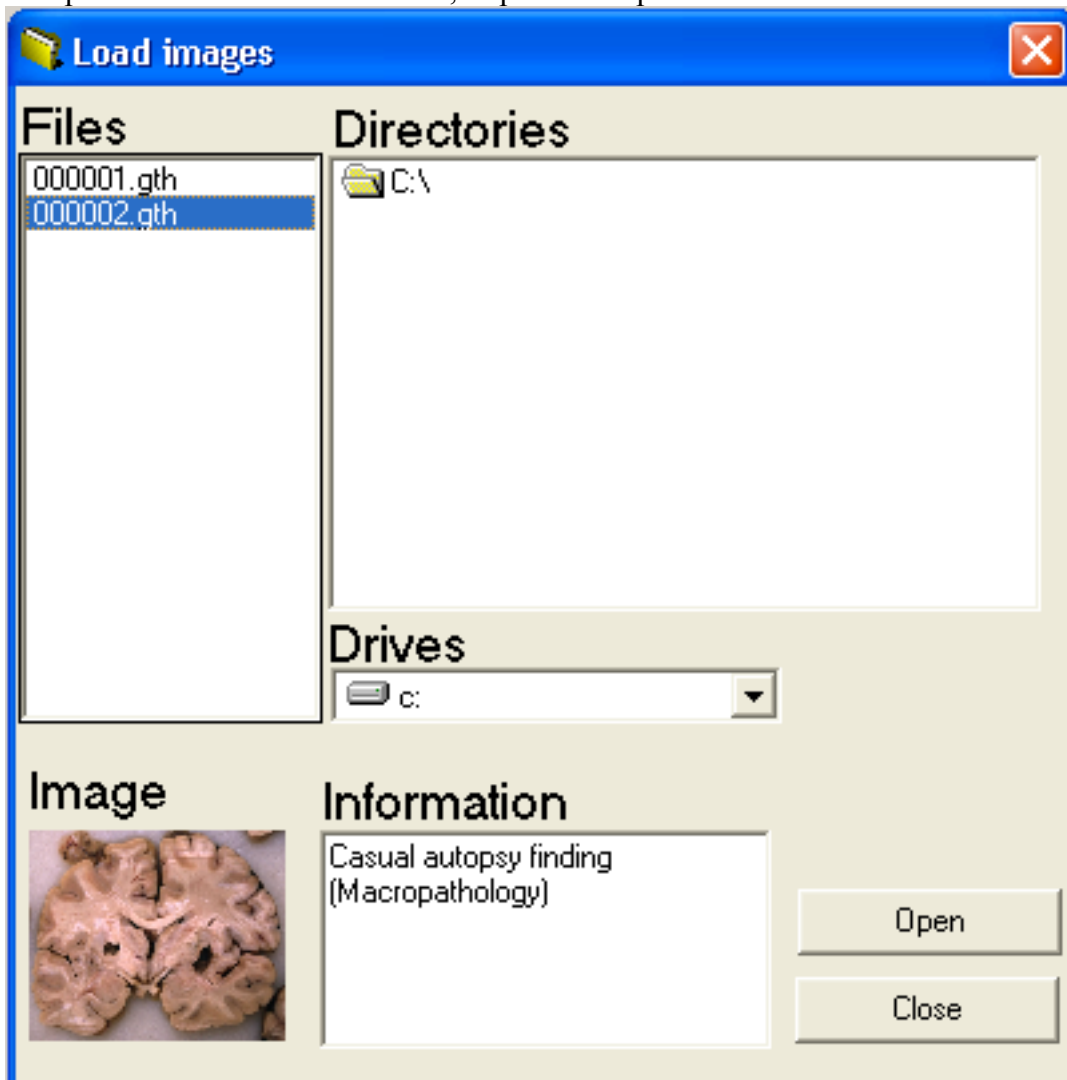 Load images
Files
Directories
000001.gth
000002.gth
C:\
Drives
c:
Image
Information
Casual autopsy finding
(Macropathology)
Open
Close